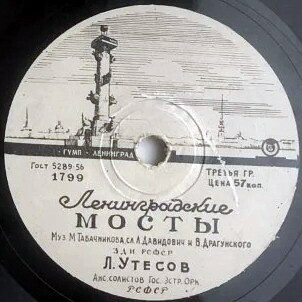 ГУМП - ЛЕНИНГРАД
ГОСТ 5289-56
1799
ТРЕТЬЯ ГР.
ЦЕНА 57 коп.
Ленинградские
МОСТЫ
Муз. М. Табачникова, сл. Л. Давидович и В. Драгунского
З.Д.И. РСФСР
Л. Утесов
Анс. солистов Гос. эстр. орк.
РСФСР